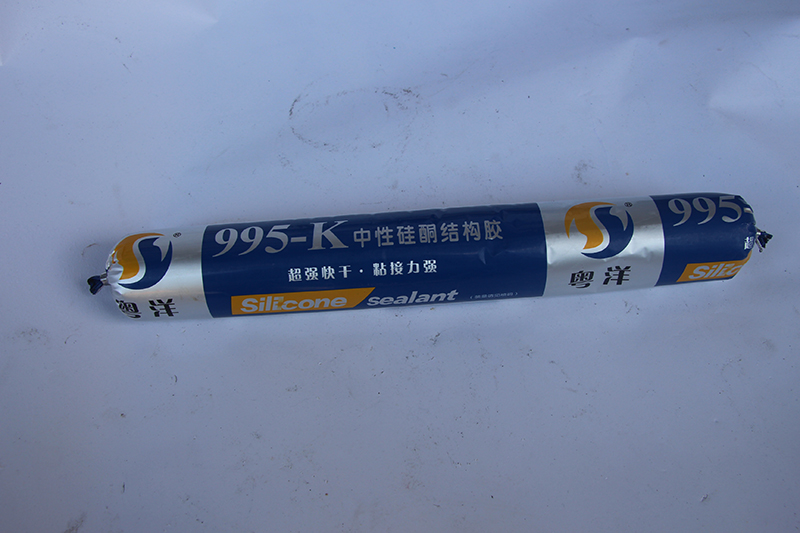 粤洋
®
995-K 中性硅酮结构胶
超强快干·粘接力强
Silicone sealant
粤洋
®
995-
Silic